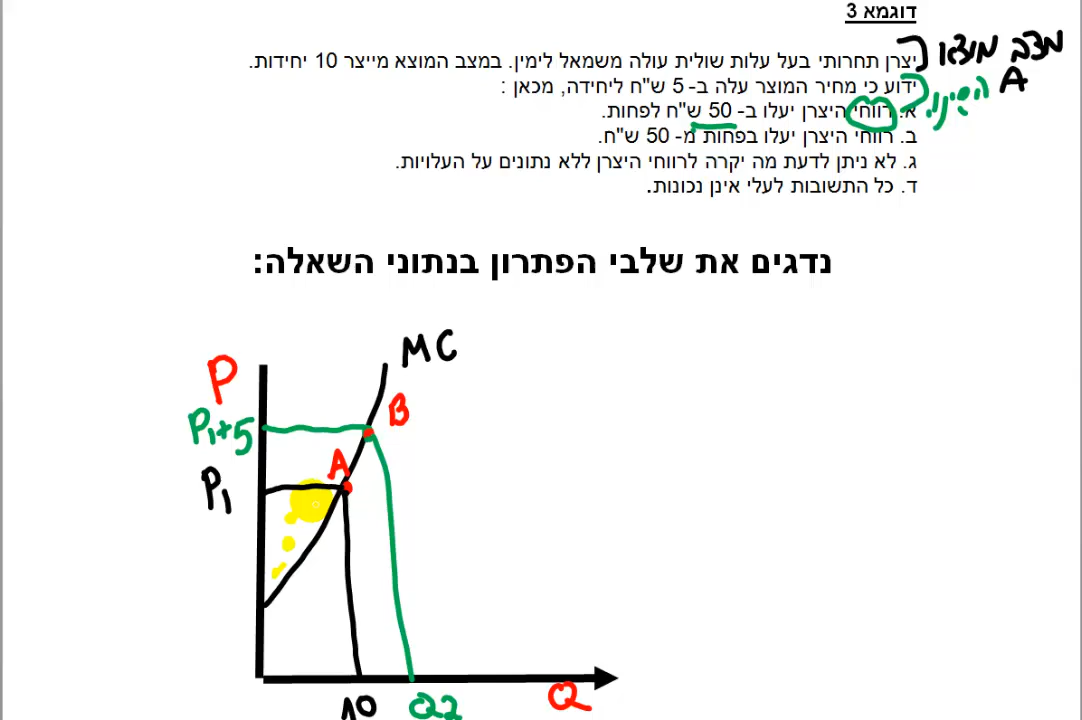 דוגמא 3
יצרן תחרותי בעל עלות שולית עולה משמאל לימין. במצב המוצא מייצר 10 יחידות.
מצב מוצא
ידוע כי מחיר המוצר עלה ב- 5 ש"ח ליחידה, מכאן :
השינוי
A
א. רווחי היצרן יעלו ב- 50 ש"ח לפחות.
ב. רווחי היצרן יעלו בפחות מ- 50 ש"ח.
ג. לא ניתן לדעת מה יקרה לרווחי היצרן ללא נתונים על העלויות.
ד. כל התשובות לעלי אינן נכונות.
נדגים את שלבי הפתרון בנתוני השאלה:
MC
P
B
P1+5
A
P1
10
Q2
Q